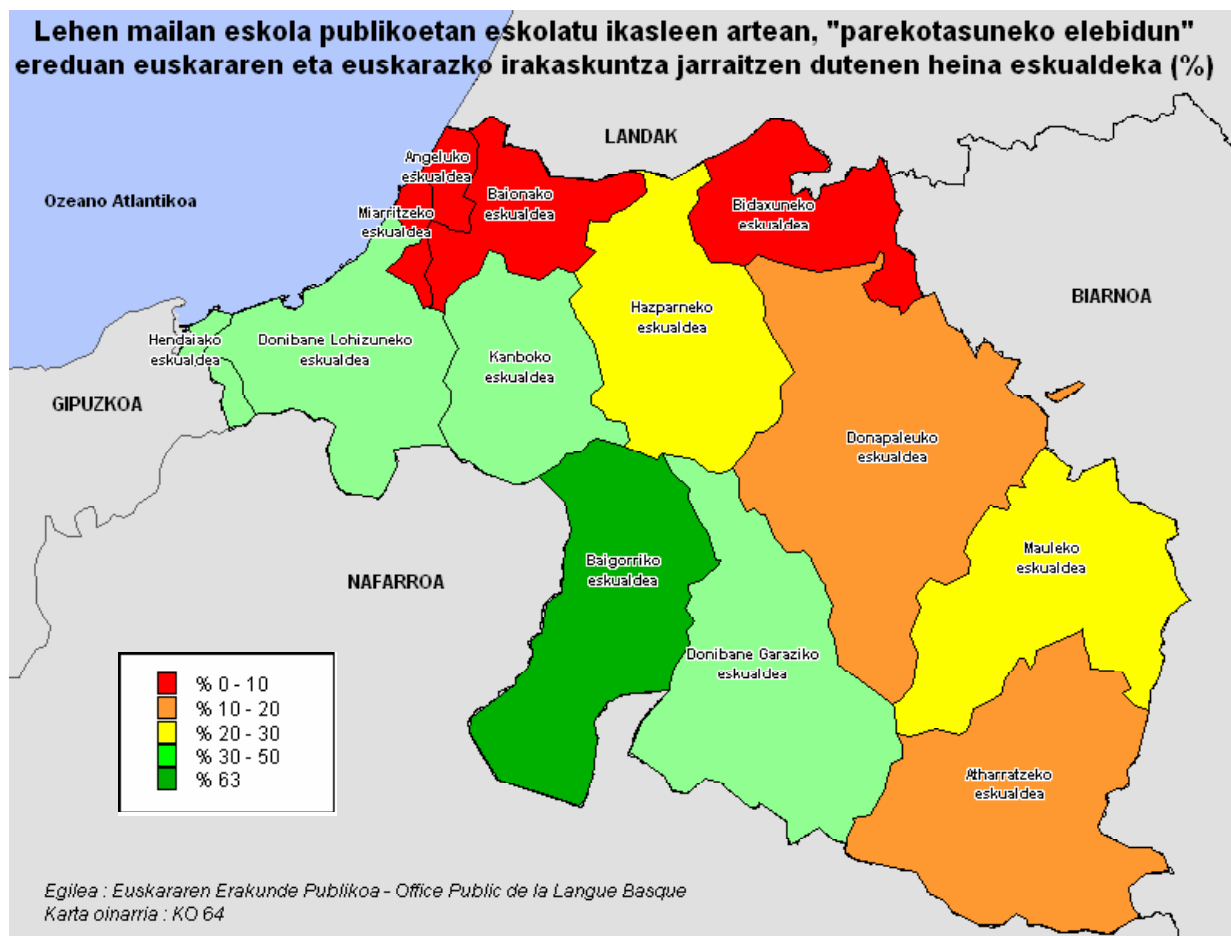 Lehen mailan eskola publikoetan eskolatu ikasleen artean, "parekotasuneko elebidun"
ereduan euskararen eta euskarazko irakaskuntza jarraitzen dutenen heina eskualdeka (%)
LANDAK
Angeluko
eskualdea
Ozeano Atlantikoa
Baionako
eskualdea
Bidaxuneko
eskualdea
Miarritzeko
eskualdea
BIARNOA
Hazparneko
eskualdea
Hendaiako
eskualdea
Donibane Lohizuneko
eskualdea
Kanboko
eskualdea
GIPUZKOA
Donapaleuko
eskualdea
Mauleko
eskualdea
Baigorriko
eskualdea
NAFARROA
Donibane Garaziko
eskualdea
Atharratzeko
eskualdea
% 0 - 10
% 10 - 20
% 20 - 30
% 30 - 50
% 63
Egilea : Euskararen Erakunde Publikoa - Office Public de la Langue Basque
Karta oinarria : KO 64